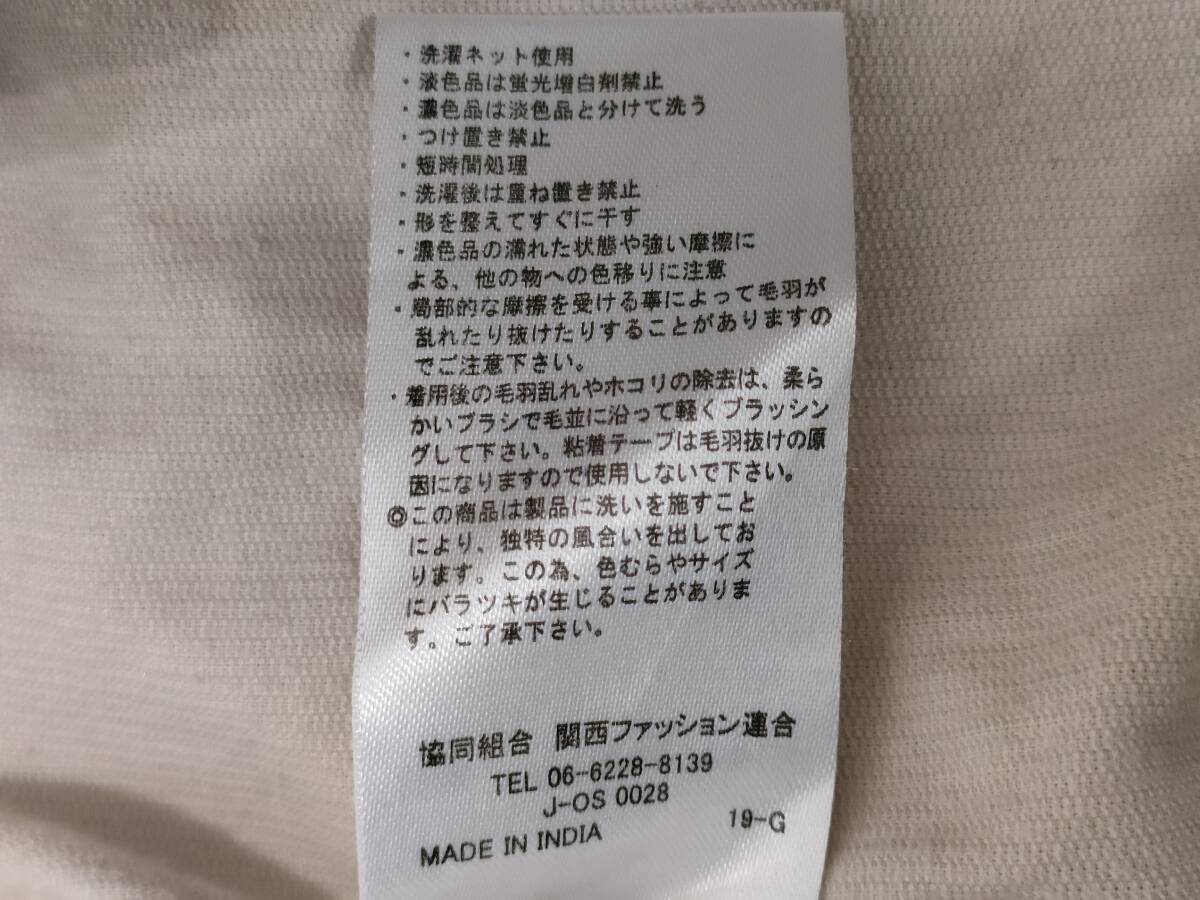 ・洗濯ネット使用
・淡色品は蛍光増白剤禁止
・濃色品は淡色品と分けて洗う
・つけ置き禁止
・短時間処理
・洗濯後は重ね置き禁止
・形を整えてすぐに干す
・濃色品の濡れた状態や強い摩擦に
よる、他の物への色移りに注意
・局部的な摩擦を受ける事によって毛羽が
乱れたり抜けたりすることがありますの
でご注意下さい。
・着用後の毛羽乱れやホコリの除去は、柔ら
かいブラシで毛並に沿って軽くブラッシン
グして下さい。粘着テープは毛羽抜けの原
因になりますので使用しないで下さい。
◎この商品は製品に洗いを施すこと
により、独特の風合いを出してお
ります。この為、色むらやサイズ
にバラツキが生じることがありま
す。ご了承下さい。
協同組合 関西ファッション連合
TEL 06-6228-8139
J-OS 0028
MADE IN INDIA 19-G